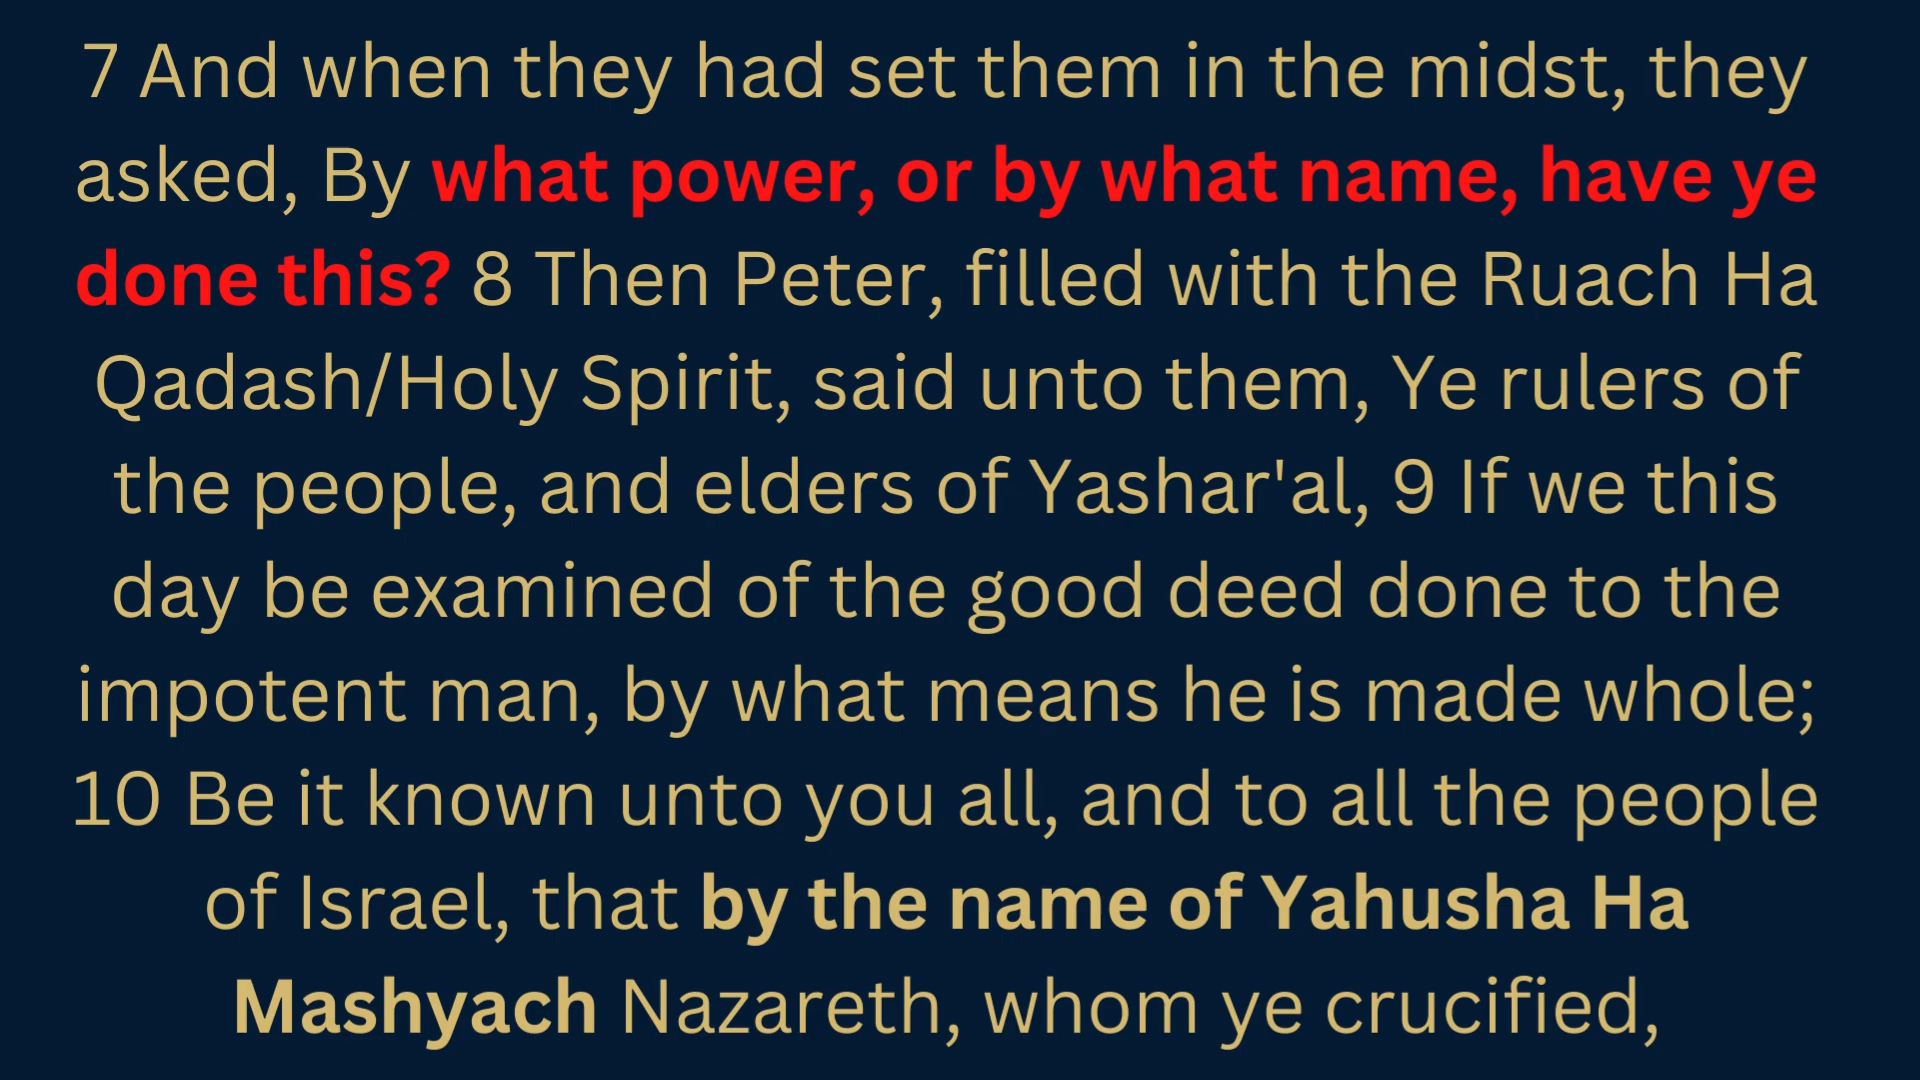 7 And when they had set them in the midst, they
asked, By what power, or by what name, have ye
done this? 8 Then Peter, filled with the Ruach Ha
Qadash/Holy Spirit, said unto them, Ye rulers of
the people, and elders of Yashar'al, 9 If we this
day be examined of the good deed done to the
impotent man, by what means he is made whole;
10 Be it known unto you all, and to all the people
of Israel, that by the name of Yahusha Ha
Mashyach Nazareth, whom ye crucified,